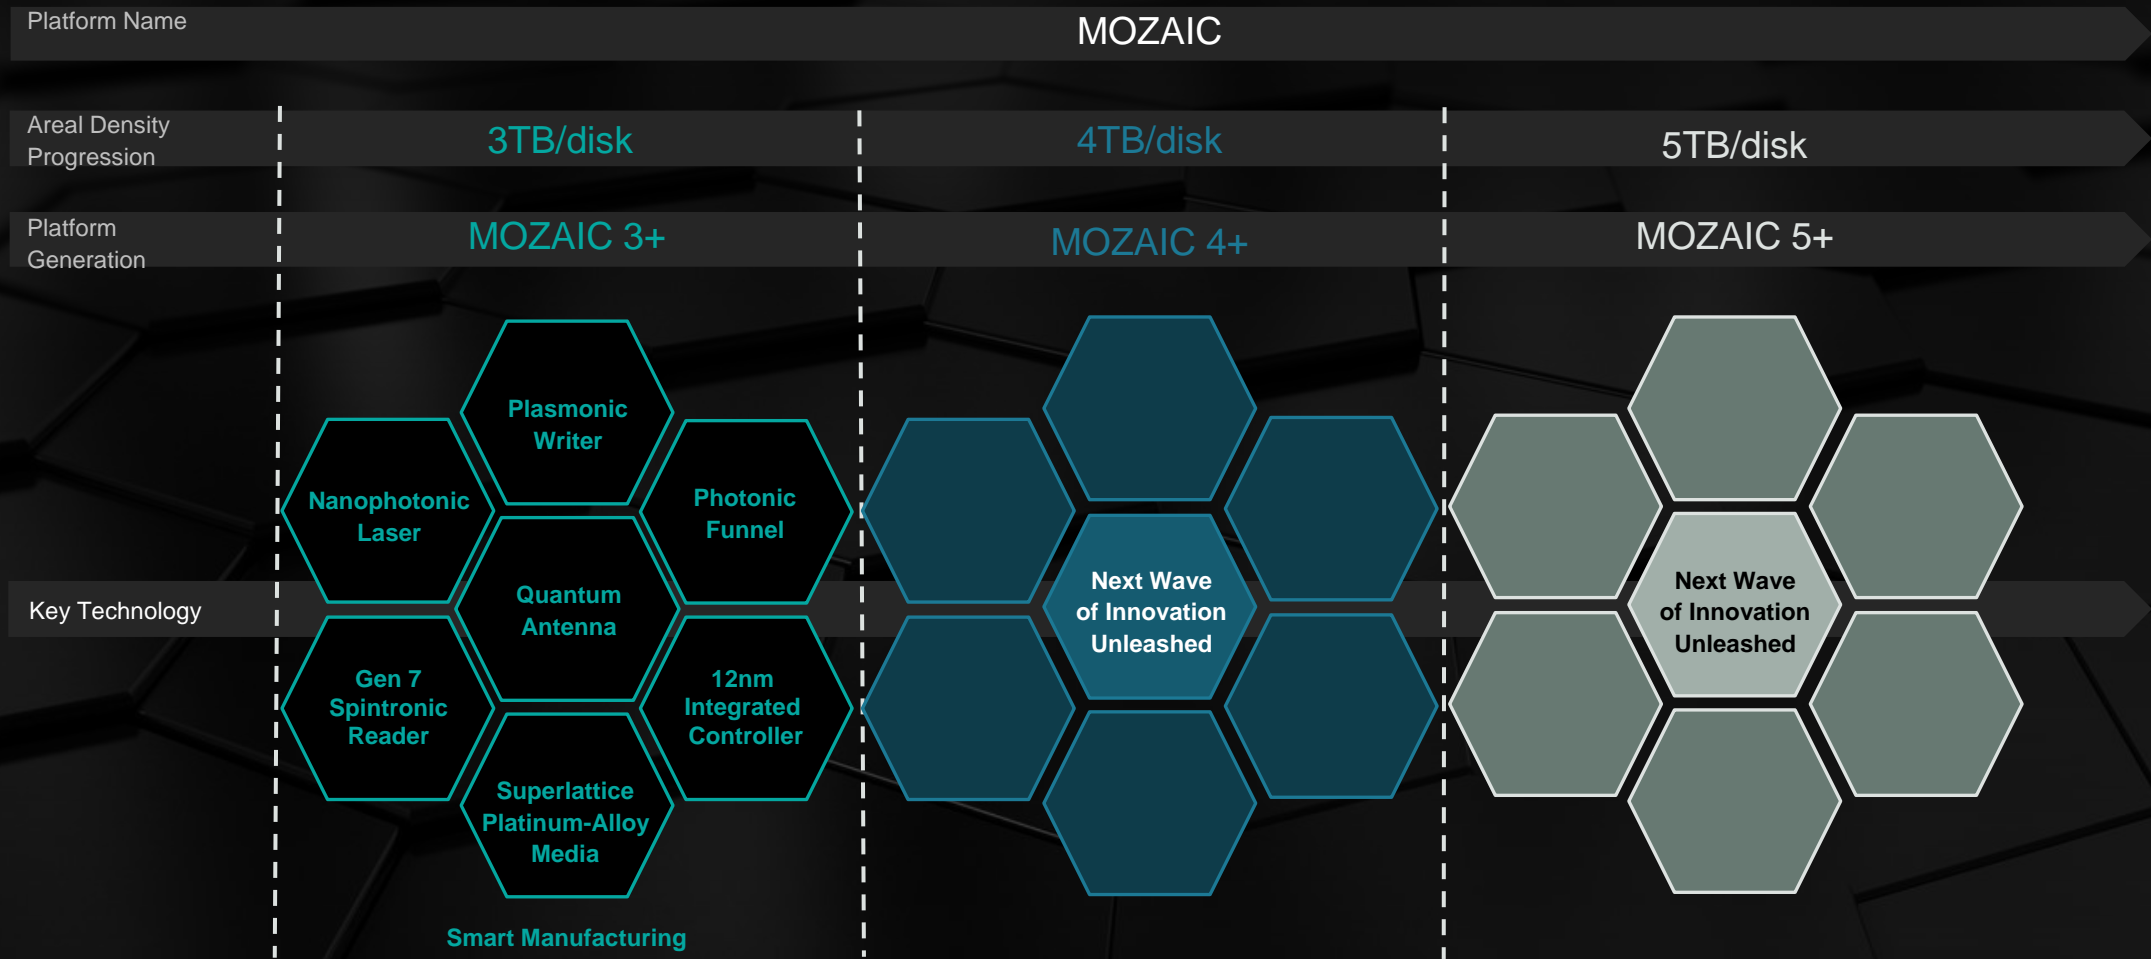 Platform Name
MOZAIC
Areal Density
Progression
3TB/disk
4TB/disk
5TB/disk
Platform
Generation
MOZAIC 3+
MOZAIC 4+
MOZAIC 5+
Key Technology
Plasmonic
Writer
Nanophotonic
Laser
Photonic
Funnel
Quantum
Antenna
Gen 7
Spintronic
Reader
12nm
Integrated
Controller
Superlattice
Platinum-Alloy
Media
Smart Manufacturing
Next Wave
of Innovation
Unleashed
Next Wave
of Innovation
Unleashed